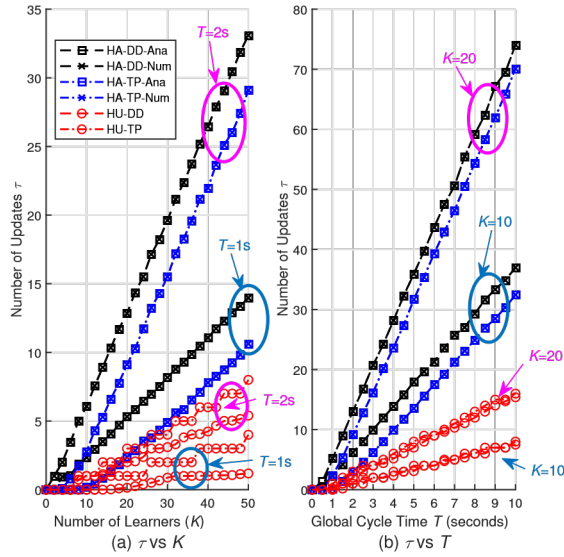 HA-DD-Ana
HA-DD-Num
HA-TP-Ana
HA-TP-Num
HU-DD
HU-TP
T=2s
T=1s
T=2s
T=1s
35
30
25
20
15
10
5
0
Number of Updates τ
0 10 20 30 40 50
Number of Learners (K)
(a) τ vs K
K=20
K=10
K=20
K=10
80
70
60
50
40
30
20
10
0
Number of Updates τ
0 1 2 3 4 5 6 7 8 9 10
Global Cycle Time T (seconds)
(b) τ vs T